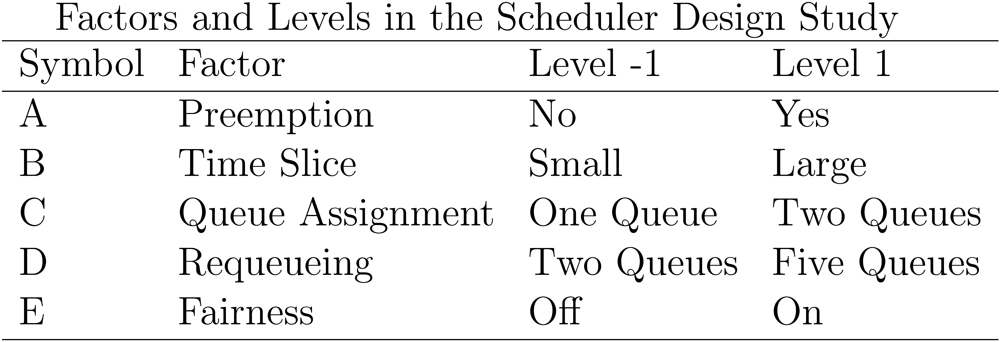 Factors and Levels in the Scheduler Design Study
Symbol Factor Level -1 Level 1
A Preemption No Yes
B Time Slice Small Large
C Queue Assignment One Queue Two Queues
D Requeueing Two Queues Five Queues
E Fairness Off On